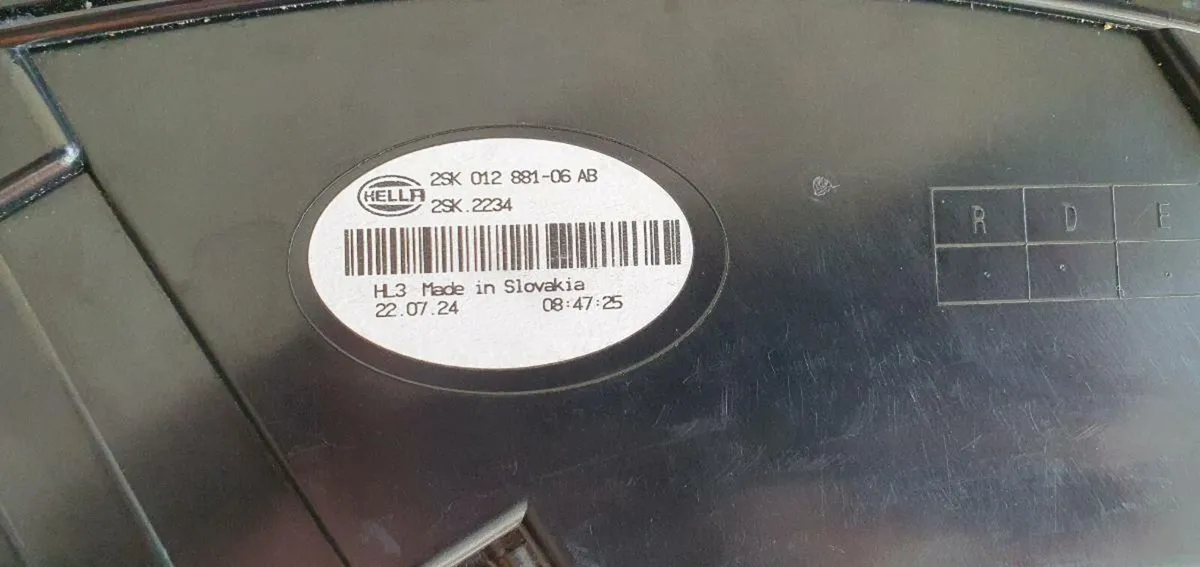 HELLA
2SK 012 881-06 AB
2SK.2234
HL3 Made in Slovakia
22.07.24 08:47:25
R D E